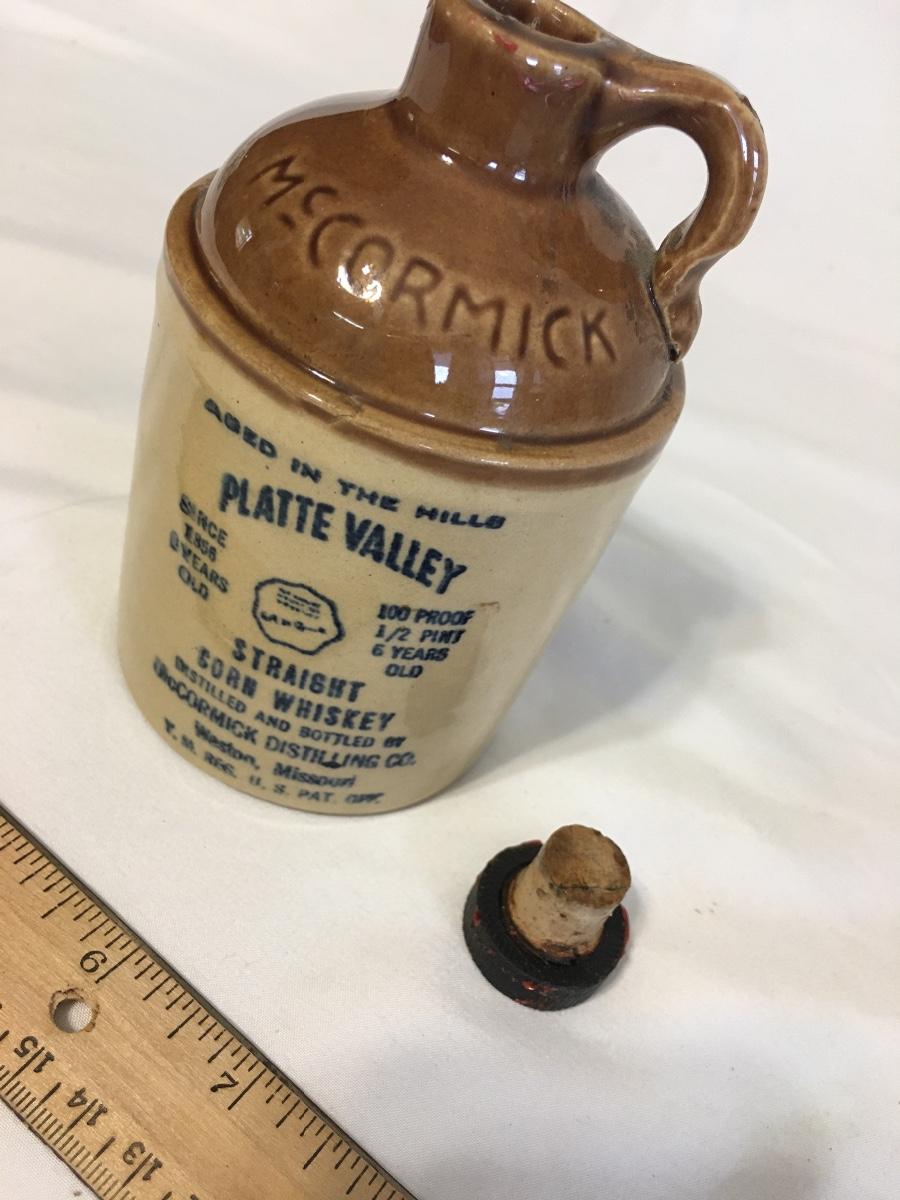 McCORMICK
AGED IN THE HILLS
PLATTE VALLEY
SINCE
1856
6 YEARS
OLD
100 PROOF
1/2 PINT
6 YEARS
OLD
STRAIGHT
CORN WHISKEY
DISTILLED AND BOTTLED BY
McCORMICK DISTILLING CO.
Weston, Missouri
T. M. REG. U. S. PAT. OFF.
6 7
15 14 13